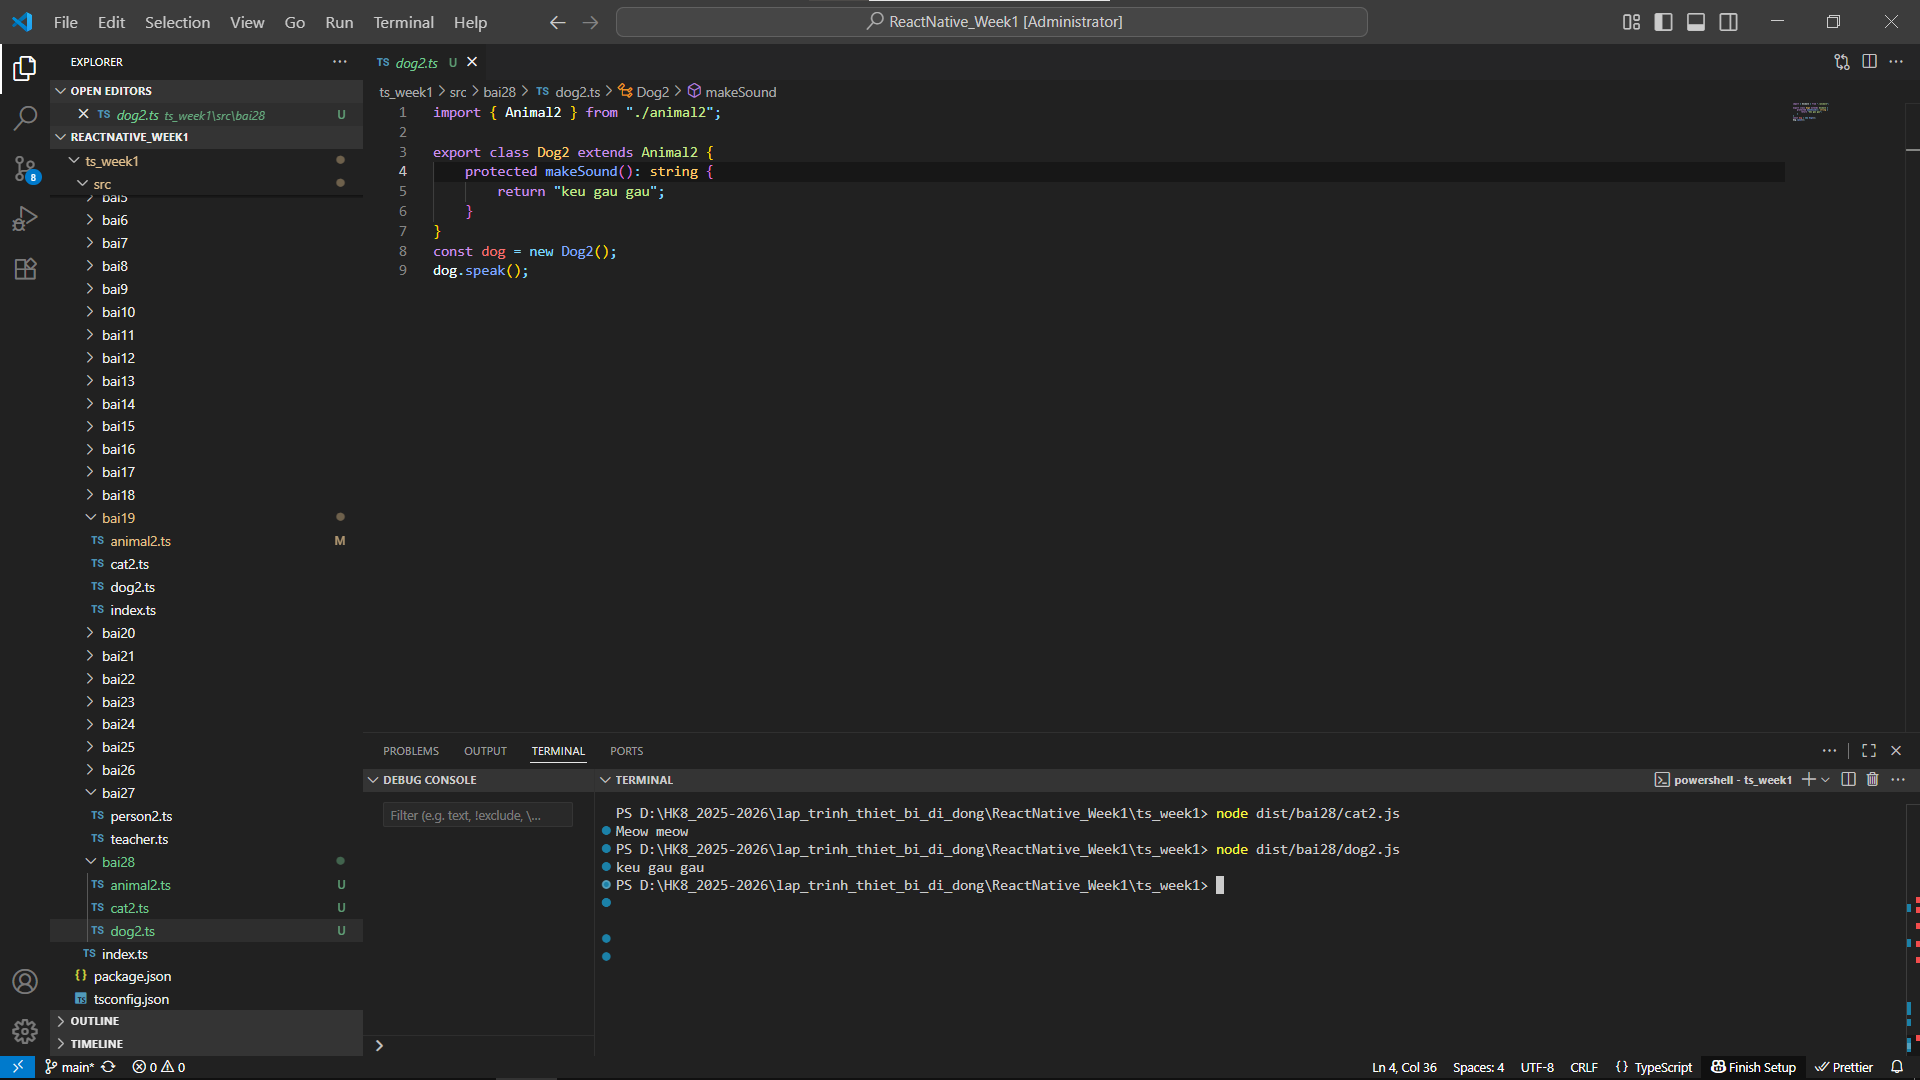 File Edit Selection View Go Run Terminal Help
ReactNative_Week1 [Administrator]
EXPLORER
OPEN EDITORS
TS dog2.ts ts_week1\src\bai28 U
REACTNATIVE_WEEK1
ts_week1
src
bai5
bai6
bai7
bai8
bai9
bai10
bai11
bai12
bai13
bai14
bai15
bai16
bai17
bai18
bai19
TS animal2.ts M
TS cat2.ts
TS dog2.ts
TS index.ts
bai20
bai21
bai22
bai23
bai24
bai25
bai26
bai27
TS person2.ts
TS teacher.ts
bai28
TS animal2.ts U
TS cat2.ts U
TS dog2.ts U
TS index.ts
{} package.json
TS tsconfig.json
OUTLINE
TIMELINE
8
TS dog2.ts U
ts_week1 > src > bai28 > TS dog2.ts > Dog2 > makeSound
1 import { Animal2 } from "./animal2";
2
3 export class Dog2 extends Animal2 {
4 protected makeSound(): string {
5 return "keu gau gau";
6 }
7 }
8 const dog = new Dog2();
9 dog.speak();
PROBLEMS OUTPUT TERMINAL PORTS
DEBUG CONSOLE
Filter (e.g. text, !exclude, \...
TERMINAL
powershell - ts_week1
PS D:\HK8_2025-2026\lap_trinh_thiet_bi_di_dong\ReactNative_Week1\ts_week1> node dist/bai28/cat2.js
Meow meow
PS D:\HK8_2025-2026\lap_trinh_thiet_bi_di_dong\ReactNative_Week1\ts_week1> node dist/bai28/dog2.js
keu gau gau
PS D:\HK8_2025-2026\lap_trinh_thiet_bi_di_dong\ReactNative_Week1\ts_week1>
main* 0 0
Ln 4, Col 36 Spaces: 4 UTF-8 CRLF {} TypeScript Finish Setup Prettier